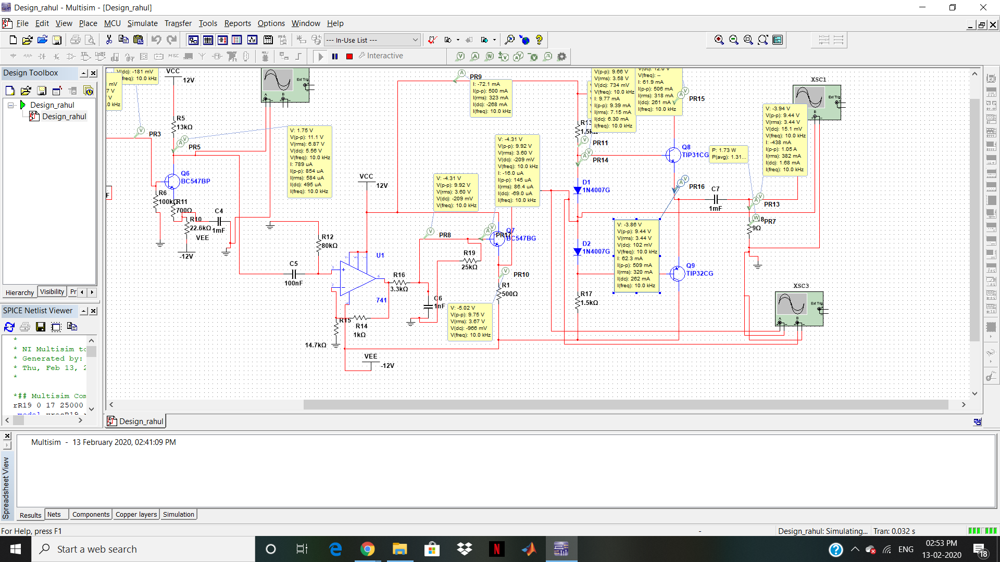 Design_rahul - Multisim - [Design_rahul]
File Edit View Place MCU Simulate Transfer Tools Reports Options Window Help
--- In-Use List ---
MISC
Interactive
Design Toolbox
Design_rahul
Design_rahul
Hierarchy Visibility Pr
SPICE Netlist Viewer
*
* NI Multisim to
* Generated by:
* Thu, Feb 13, 2
*
*## Multisim Com
rR19 0 17 25000
mV
7 V
V
.0 kHz
V(dc): -181 mV
V(freq): 10.0 kHz
VCC
12V
R5
13kΩ
PR3
PR5
Q6
BC547BP
R6
100kΩ
R11
700Ω
R10
22.6kΩ
C4
1mF
VEE
-12V
F
Ext Trig
A B
V: 1.75 V
V(p-p): 11.1 V
V(rms): 6.87 V
V(dc): 5.56 V
V(freq): 10.0 kHz
I: 789 uA
I(p-p): 854 uA
I(rms): 584 uA
I(dc): 495 uA
I(freq): 10.0 kHz
VCC
12V
R12
80kΩ
C5
100nF
U1
741
R16
3.3kΩ
R15
14.7kΩ
R14
1kΩ
C6
1nF
VEE
-12V
PR9
I: -72.1 mA
I(p-p): 500 mA
I(rms): 323 mA
I(dc): -268 mA
I(freq): 10.0 kHz
V: -4.31 V
V(p-p): 9.92 V
V(rms): 3.60 V
V(dc): -209 mV
V(freq): 10.0 kHz
V: -4.31 V
V(p-p): 9.92 V
V(rms): 3.60 V
V(dc): -209 mV
V(freq): 10.0 kHz
I: -16.0 uA
I(p-p): 145 uA
I(rms): 86.4 uA
I(dc): -69.0 uA
I(freq): 10.0 kHz
PR8
PR17
Q7
BC547BG
R19
25kΩ
PR10
R1
500Ω
V: -5.02 V
V(p-p): 9.75 V
V(rms): 3.67 V
V(dc): -966 mV
V(freq): 10.0 kHz
V(p-p): 9.66 V
V(rms): 3.58 V
V(dc): 734 mV
V(freq): 10.0 kHz
I: 9.77 mA
I(p-p): 9.39 mA
I(rms): 7.15 mA
I(dc): 6.30 mA
I(freq): 10.0 kHz
V(dc): 12.0 V
V(freq): --
I: 61.9 mA
I(p-p): 506 mA
I(rms): 318 mA
I(dc): 261 mA
I(freq): 10.0 kHz
PR15
R13
1.5kΩ
PR11
PR14
Q8
TIP31CG
D1
1N4007G
PR16
C7
1mF
P: 1.73 W
P(avg): 1.31...
V: -3.94 V
V(p-p): 9.44 V
V(rms): 3.44 V
V(dc): 15.1 mV
V(freq): 10.0 kHz
I: -438 mA
I(p-p): 1.05 A
I(rms): 382 mA
I(dc): 1.68 mA
I(freq): 10.0 kHz
PR13
8 PR7
9Ω
D2
1N4007G
V: -3.86 V
V(p-p): 9.44 V
V(rms): 3.44 V
V(dc): 102 mV
V(freq): 10.0 kHz
I: 62.3 mA
I(p-p): 509 mA
I(rms): 320 mA
I(dc): 262 mA
I(freq): 10.0 kHz
Q9
TIP32CG
R17
1.5kΩ
XSC1
Ext Trig
B
XSC3
Ext Trig
A B
Design_rahul
Multisim - 13 February 2020, 02:41:09 PM
Spreadsheet View
Results Nets Components Copper layers Simulation
For Help, press F1
-
Design_rahul: Simulating... Tran: 0.032 s
Start a web search
ENG
02:53 PM
13-02-2020
18